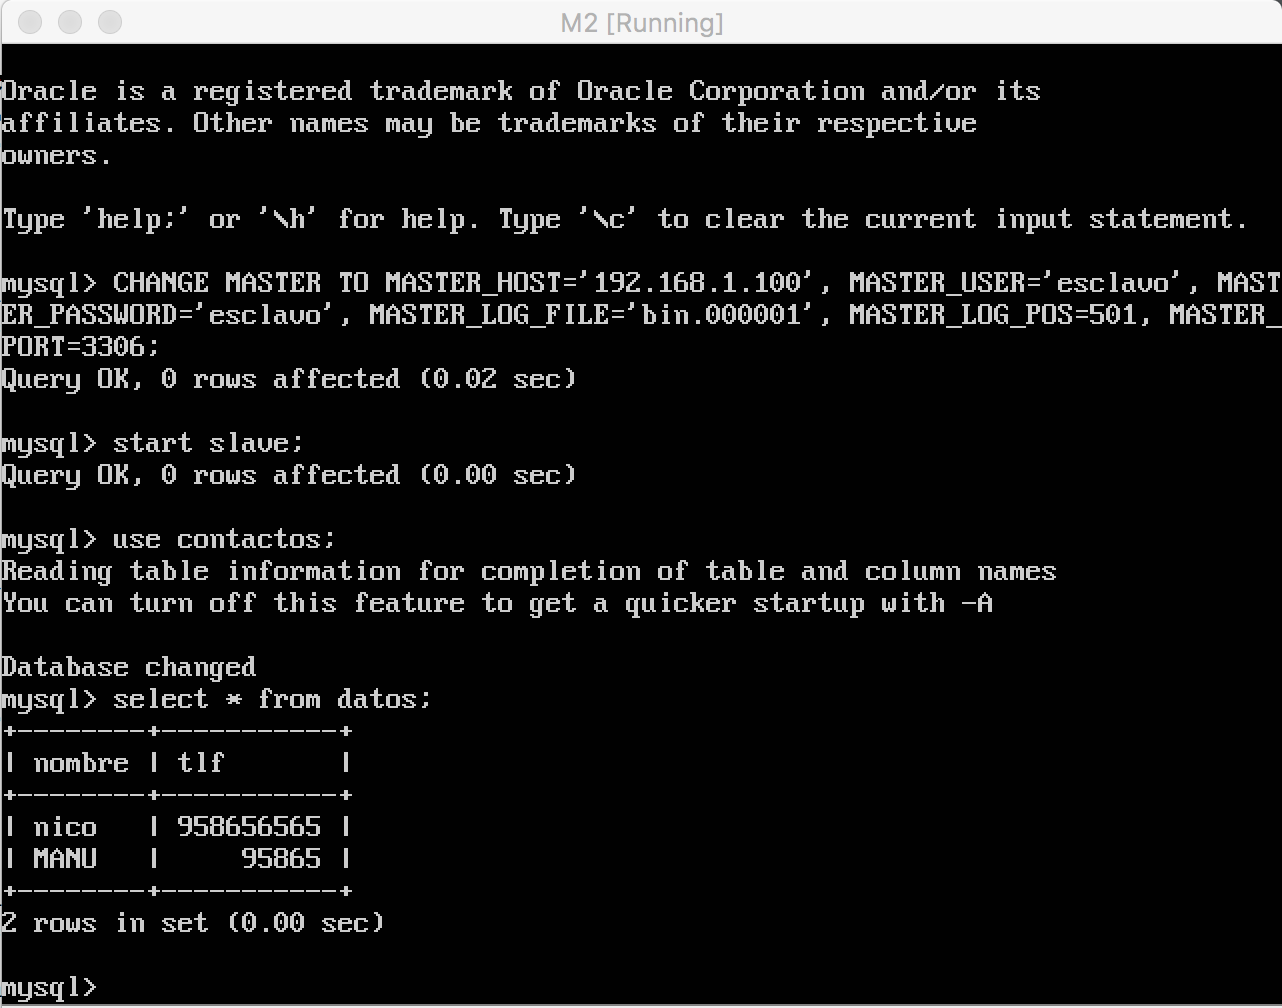 M2 [Running]
Oracle is a registered trademark of Oracle Corporation and/or its
affiliates. Other names may be trademarks of their respective
owners.
Type 'help;' or '\h' for help. Type '\c' to clear the current input statement.
mysql> CHANGE MASTER TO MASTER_HOST='192.168.1.100', MASTER_USER='esclavo', MAST
ER_PASSWORD='esclavo', MASTER_LOG_FILE='bin.000001', MASTER_LOG_POS=501, MASTER_
PORT=3306;
Query OK, 0 rows affected (0.02 sec)
mysql> start slave;
Query OK, 0 rows affected (0.00 sec)
mysql> use contactos;
Reading table information for completion of table and column names
You can turn off this feature to get a quicker startup with -A
Database changed
mysql> select * from datos;
+--------+-----------+
| nombre | tlf       |
+--------+-----------+
| nico   | 958656565 |
| MANU   |     95865 |
+--------+-----------+
2 rows in set (0.00 sec)
mysql>